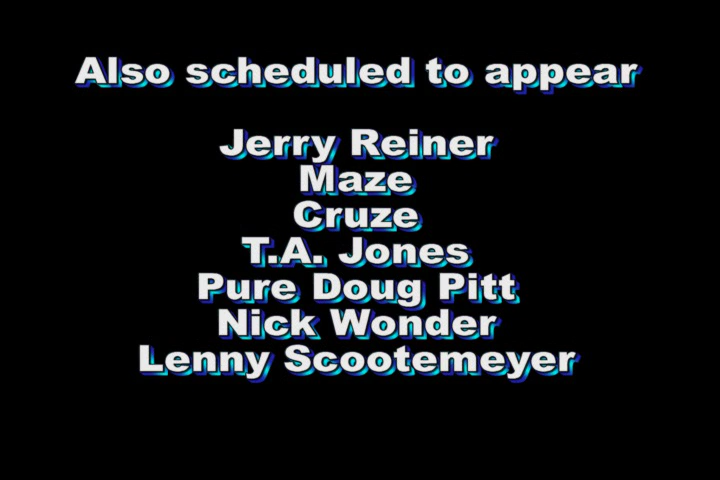 Also scheduled to appear
Jerry Reiner
Maze
Cruze
T.A. Jones
Pure Doug Pitt
Nick Wonder
Lenny Scootemeyer